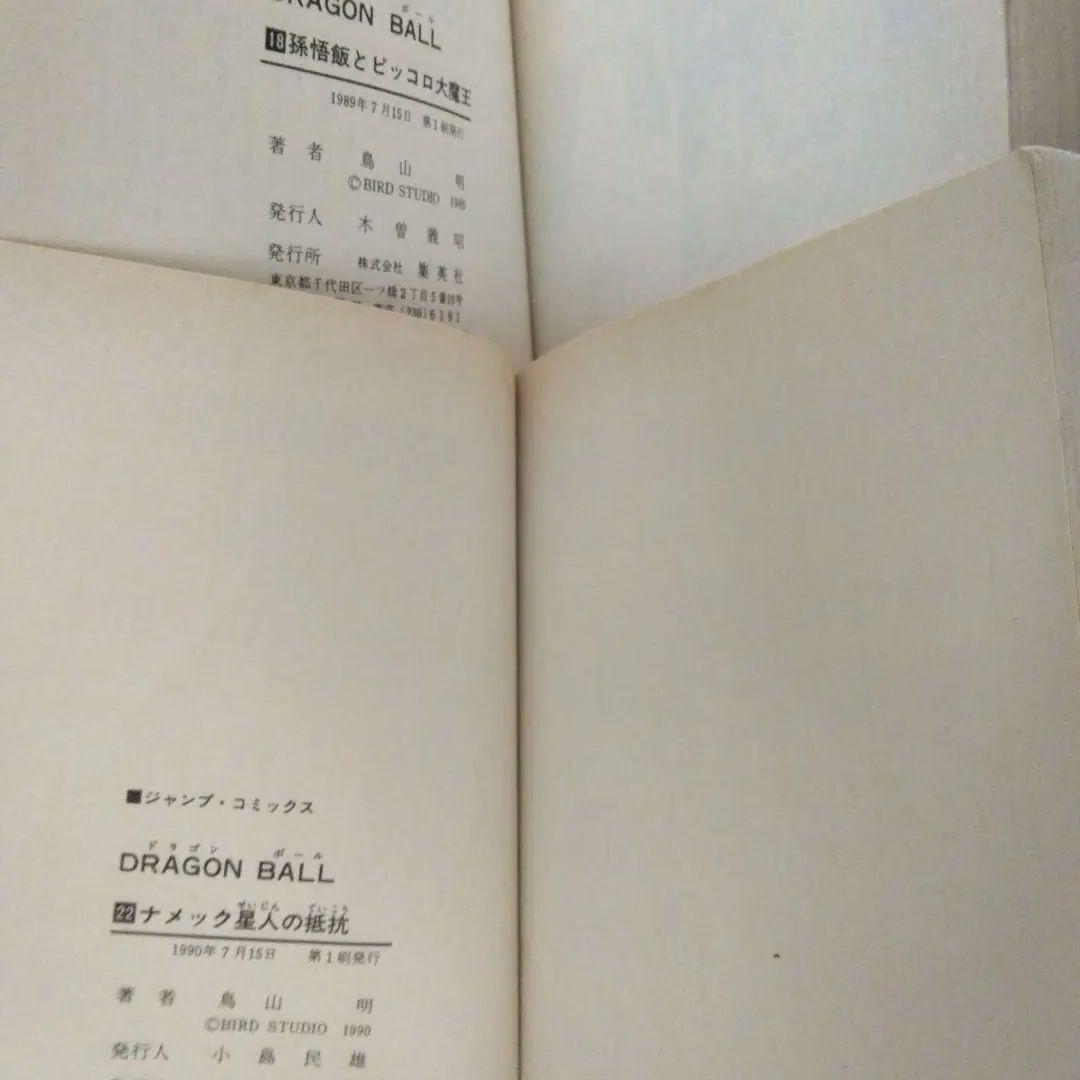 ボール
DRAGON BALL
18 孫悟飯とピッコロ大魔王
1989年7月15日 第1刷発行
著者 鳥山 明
©BIRD STUDIO 1989
発行人 木曽義昭
発行所 株式会社 集英社
東京都千代田区一ツ橋2丁目5番10号
(230)6191
■ジャンプ・コミックス
ドラゴン ボール
DRAGON BALL
せいじん ていこう
22 ナメック星人の抵抗
1990年7月15日 第1刷発行
著者 鳥山 明
©BIRD STUDIO 1990
発行人 小島民雄